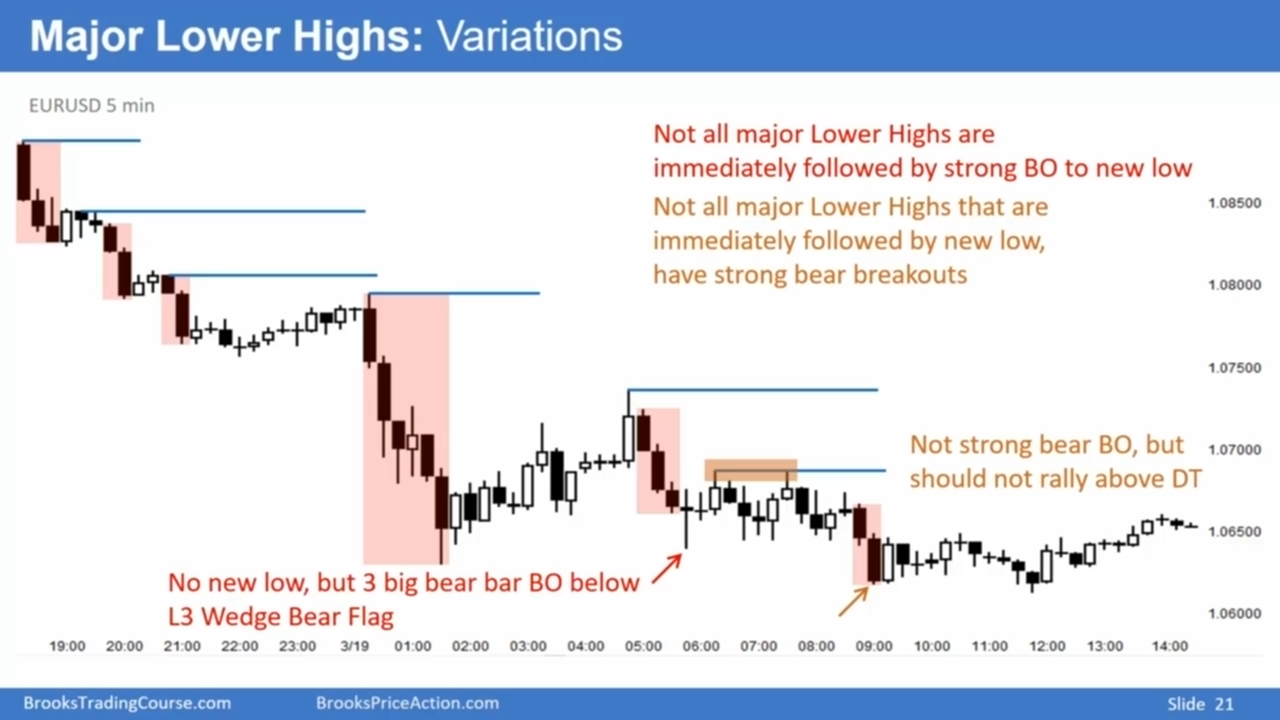 Major Lower Highs: Variations
EURUSD 5 min
Not all major Lower Highs are
immediately followed by strong BO to new low
Not all major Lower Highs that are
immediately followed by new low,
have strong bear breakouts
1.08500
1.08000
1.07500
1.07000
1.06500
1.06000
Not strong bear BO, but
should not rally above DT
No new low, but 3 big bear bar BO below
L3 Wedge Bear Flag
19:00 20:00 21:00 22:00 23:00 3/19 01:00 02:00 03:00 04:00 05:00 06:00 07:00 08:00 09:00 10:00 11:00 12:00 13:00 14:00
BrooksTradingCourse.com BrooksPriceAction.com Slide 21